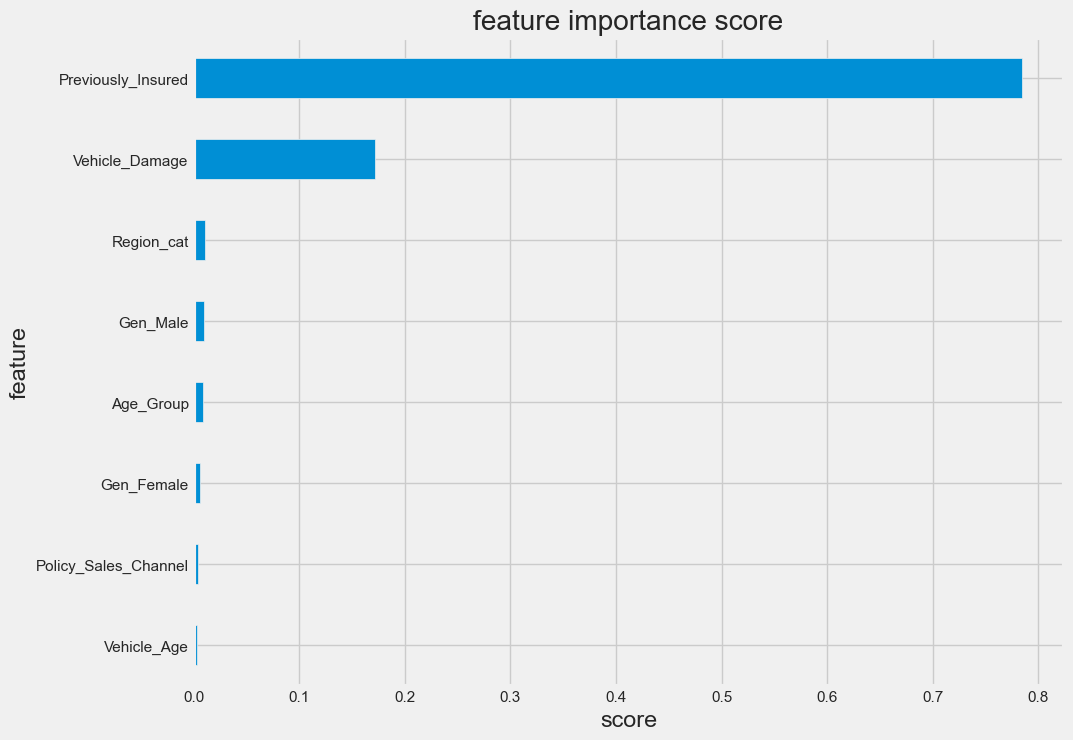 feature importance score
Previously_Insured
Vehicle_Damage
Region_cat
Gen_Male
Age_Group
Gen_Female
Policy_Sales_Channel
Vehicle_Age
feature
0.0 0.1 0.2 0.3 0.4 0.5 0.6 0.7 0.8
score